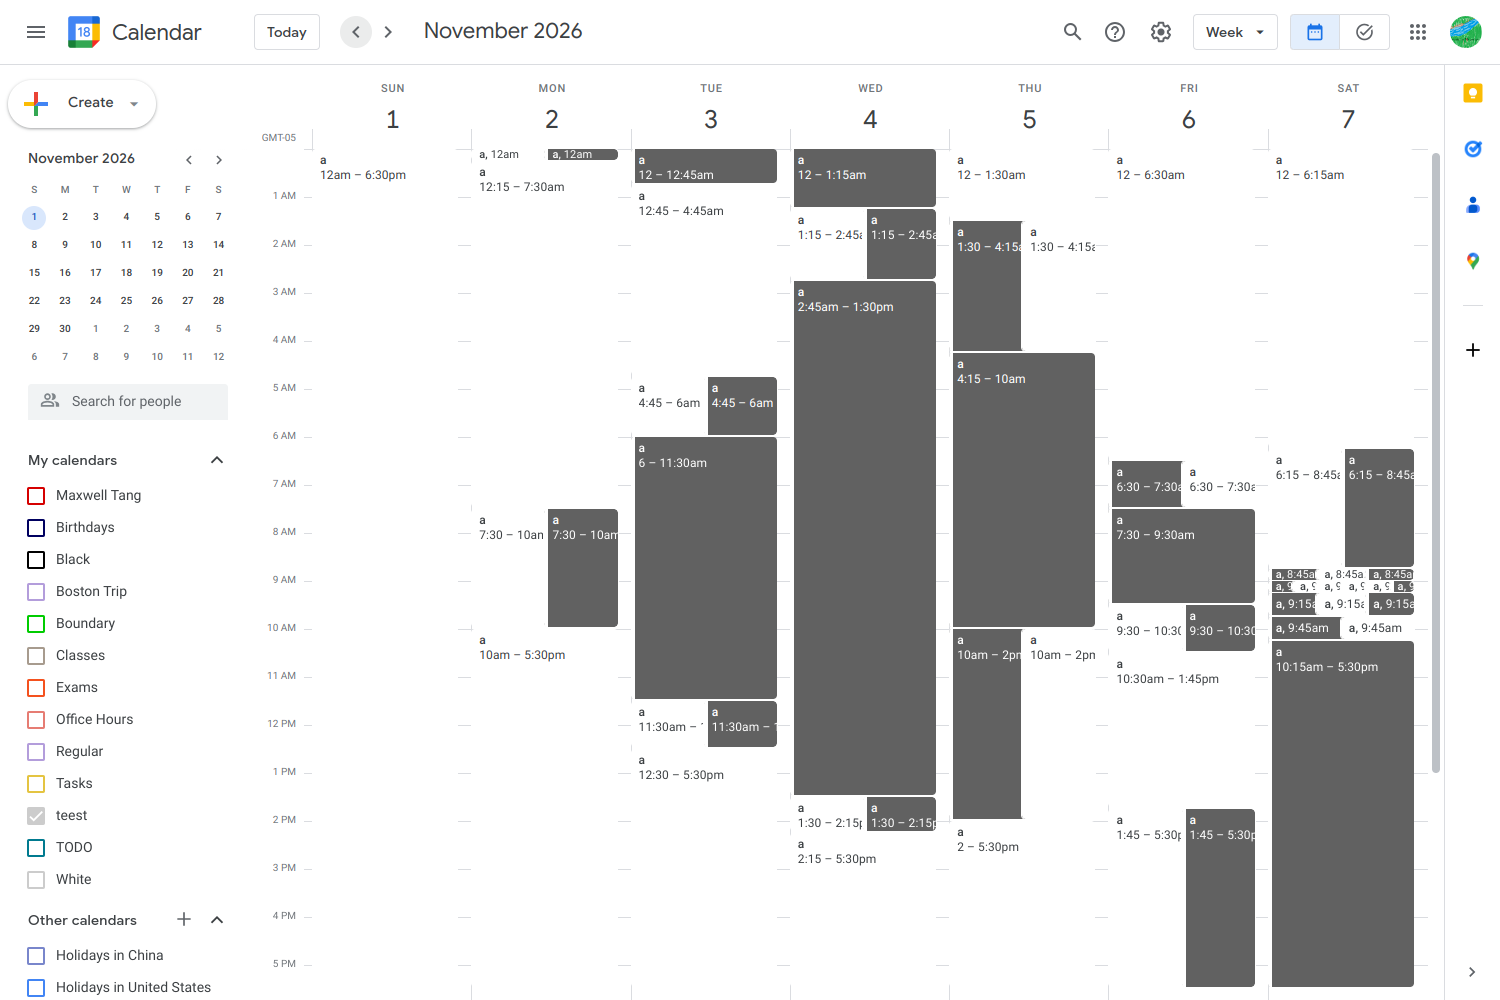 18 Calendar Today November 2026 Week
Create
SUN MON TUE WED THU FRI SAT
1 2 3 4 5 6 7
GMT-05
November 2026
S M T W T F S
1 2 3 4 5 6 7
8 9 10 11 12 13 14
15 16 17 18 19 20 21
22 23 24 25 26 27 28
29 30 1 2 3 4 5
6 7 8 9 10 11 12
Search for people
My calendars
Maxwell Tang
Birthdays
Black
Boston Trip
Boundary
Classes
Exams
Office Hours
Regular
Tasks
teest
TODO
White
Other calendars
Holidays in China
Holidays in United States
1 AM
2 AM
3 AM
4 AM
5 AM
6 AM
7 AM
8 AM
9 AM
10 AM
11 AM
12 PM
1 PM
2 PM
3 PM
4 PM
5 PM
a
12am – 6:30pm
a, 12am
a, 12am
a
12:15 – 7:30am
a
7:30 – 10am
a
7:30 – 10am
a
10am – 5:30pm
a
12 – 12:45am
a
12:45 – 4:45am
a
4:45 – 6am
a
4:45 – 6am
a
6 – 11:30am
a
11:30am –
a
11:30am – 1
a
12:30 – 5:30pm
a
12 – 1:15am
a
1:15 – 2:45a
a
1:15 – 2:45a
a
2:45am – 1:30pm
a
1:30 – 2:15p
a
1:30 – 2:15p
a
2:15 – 5:30pm
a
12 – 1:30am
a
1:30 – 4:15a
a
1:30 – 4:15a
a
4:15 – 10am
a
10am – 2pm
a
10am – 2pm
a
2 – 5:30pm
a
12 – 6:30am
a
6:30 – 7:30a
a
6:30 – 7:30a
a
7:30 – 9:30am
a
9:30 – 10:30
a
9:30 – 10:30
a
10:30am – 1:45pm
a
1:45 – 5:30p
a
1:45 – 5:30p
a
12 – 6:15am
a
6:15 – 8:45a
a
6:15 – 8:45a
a, 8:45a a, 8:45a a, 8:45a
a, 9 a, 9 a, 9 a, 9 a, 9 a, 9
a, 9:15a a, 9:15a a, 9:15a
a, 9:45am a, 9:45am
a
10:15am – 5:30pm